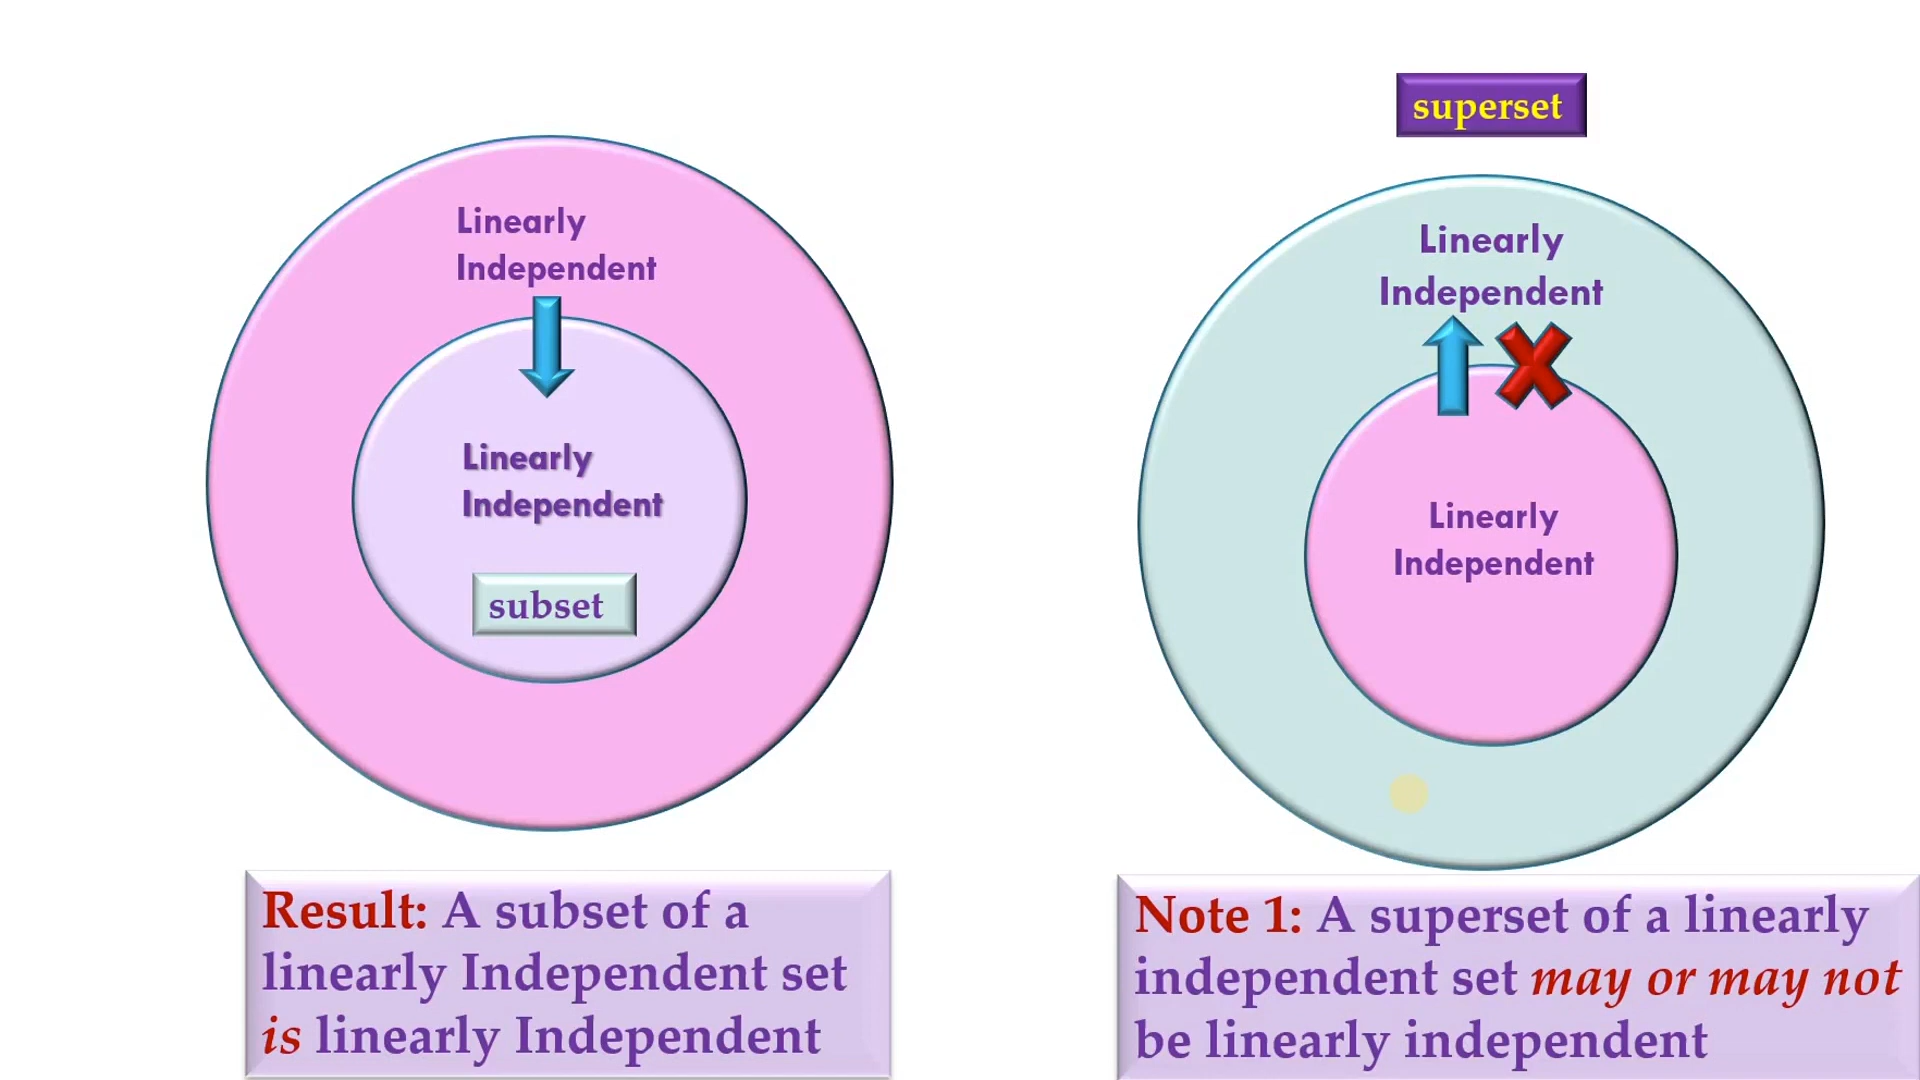 Linearly
Independent
Linearly
Independent
subset
Result: A subset of a
linearly Independent set
is linearly Independent
superset
Linearly
Independent
Linearly
Independent
Note 1: A superset of a linearly
independent set may or may not
be linearly independent